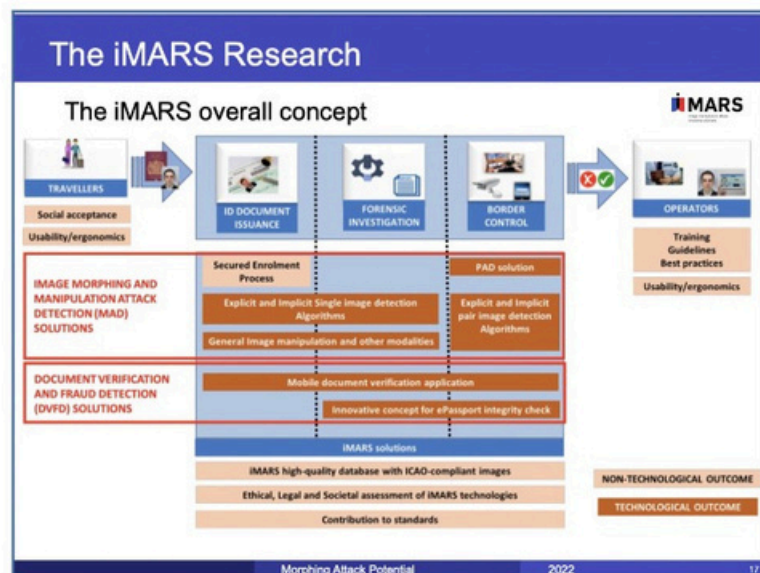 The iMARS Research
The iMARS overall concept
iMARS
TRAVELLERS
Social acceptance
Usability/ergonomics
ID DOCUMENT
ISSUANCE
FORENSIC
INVESTIGATION
BORDER
CONTROL
OPERATORS
Training
Guidelines
Best practices
Usability/ergonomics
IMAGE MORPHING AND
MANIPULATION ATTACK
DETECTION (MAD)
SOLUTIONS
Secured Enrolment
Process
PAD solution
Explicit and Implicit Single image detection
Algorithms
Explicit and Implicit
pair image detection
Algorithms
General Image manipulation and other modalities
DOCUMENT VERIFICATION
AND FRAUD DETECTION
(DVFD) SOLUTIONS
Mobile document verification application
Innovative concept for ePassport integrity check
iMARS solutions
iMARS high-quality database with ICAO-compliant images
Ethical, Legal and Societal assessment of iMARS technologies
Contribution to standards
NON-TECHNOLOGICAL OUTCOME
TECHNOLOGICAL OUTCOME
Morphing Attack Potential
2022
17